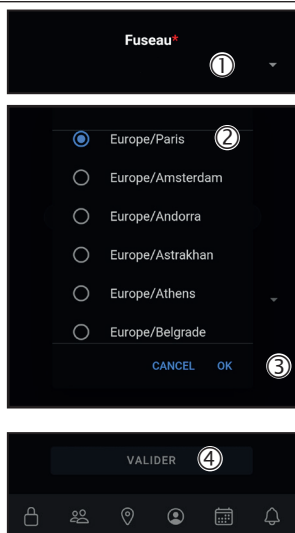 Fuseau*
①
Europe/Paris ②
Europe/Amsterdam
Europe/Andorra
Europe/Astrakhan
Europe/Athens
Europe/Belgrade
CANCEL OK ③
VALIDER ④